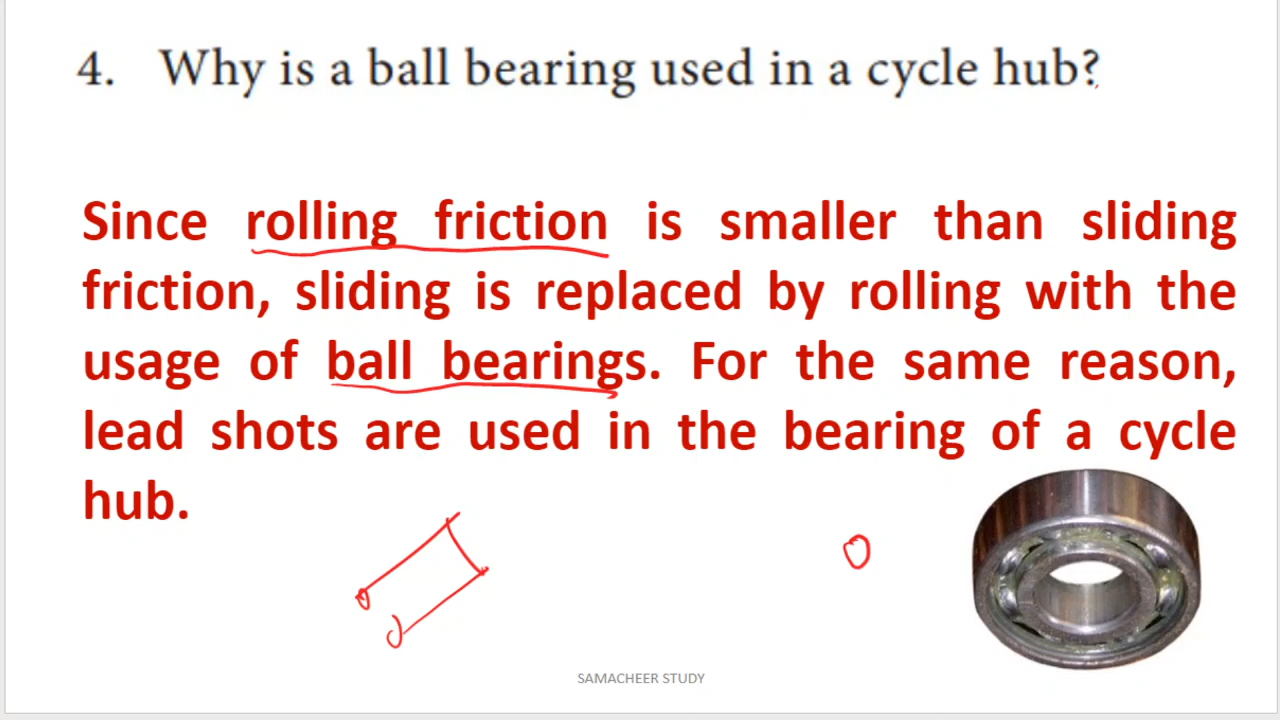 4. Why is a ball bearing used in a cycle hub?
Since rolling friction is smaller than sliding
friction, sliding is replaced by rolling with the
usage of ball bearings. For the same reason,
lead shots are used in the bearing of a cycle
hub.
SAMACHEER STUDY